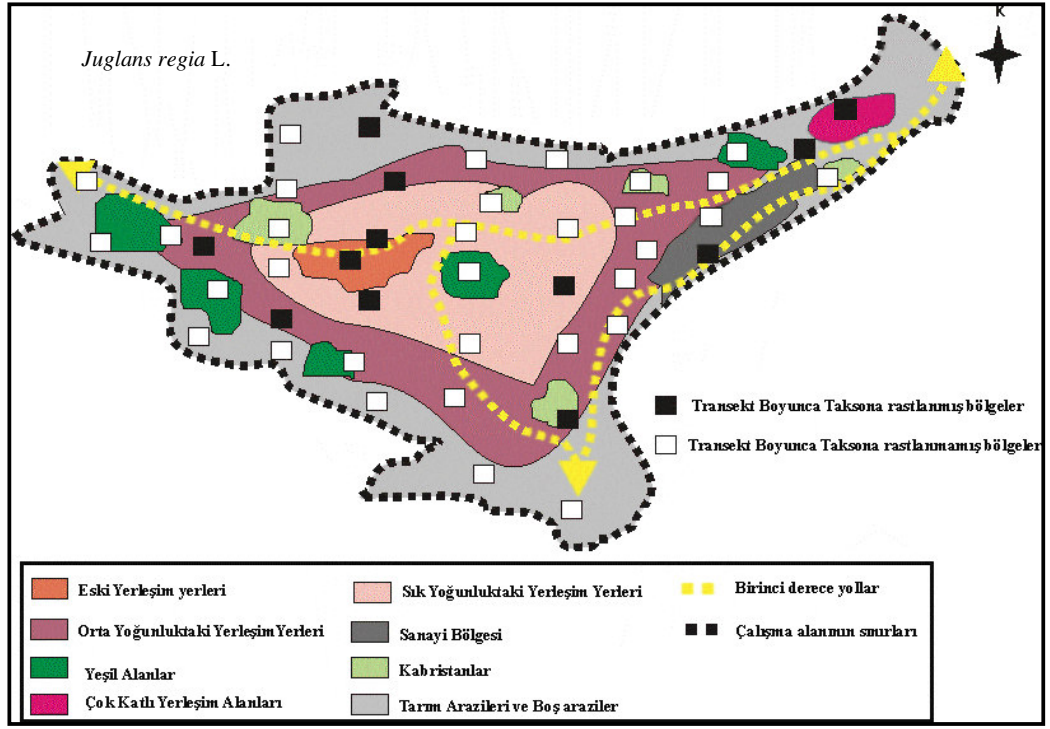 K
Juglans regia L.
Transekt Boyunca Taksona rastlanmış bölgeler
Transekt Boyunca Taksona rastlanmamış bölgeler
Eski Yerleşim yerleri
Sık Yoğunluktaki Yerleşim Yerleri
Birinci derece yollar
Orta Yoğunluktaki Yerleşim Yerleri
Sanayi Bölgesi
Çalışma alanının sınırları
Yeşil Alanlar
Kabristanlar
Çok Katlı Yerleşim Alanları
Tarım Arazileri ve Boş araziler